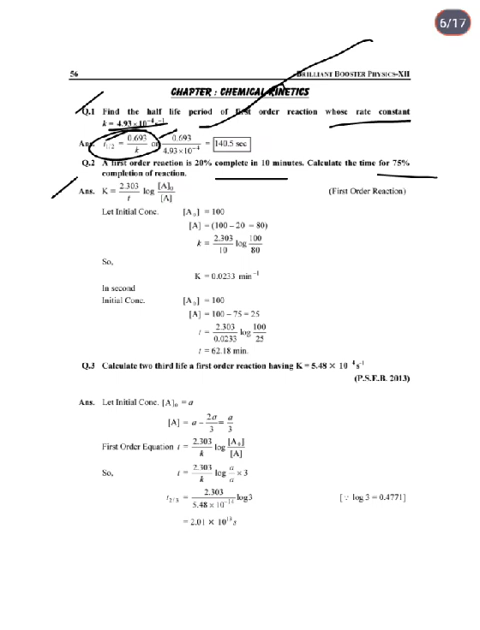 6/17
56 BRILLIANT BOOSTER PHYSICS-XII
CHAPTER : CHEMICAL KINETICS
Q.1 Find the half life period of first order reaction whose rate constant
k = 4.93 × 10⁻⁴ s⁻¹
Ans. t₁/₂ = 0.693/k or 0.693/4.93×10⁻⁴ = 140.5 sec
Q.2 A first order reaction is 20% complete in 10 minutes. Calculate the time for 75%
completion of reaction.
Ans. K = 2.303/t log [A]₀/[A] (First Order Reaction)
Let Initial Conc. [A₀] = 100
[A] = (100 – 20 = 80)
k = 2.303/10 log 100/80
So,
K = 0.0233 min⁻¹
In second
Initial Conc. [A₀] = 100
[A] = 100 – 75 = 25
t = 2.303/0.0233 log 100/25
t = 62.18 min.
Q.3 Calculate two third life a first order reaction having K = 5.48 × 10⁻⁴s⁻¹
(P.S.E.B. 2013)
Ans. Let Initial Conc. [A]₀ = a
[A] = a – 2a/3 = a/3
First Order Equation t = 2.303/k log [A₀]/[A]
So, t = 2.303/k log a/a × 3
t₂/₃ = 2.303/5.48 × 10⁻¹⁴ log3 [∵ log 3 = 0.4771]
= 2.01 × 10¹³ s